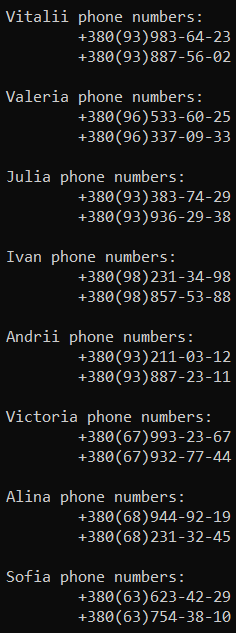 Vitalii phone numbers:
+380(93)983-64-23
+380(93)887-56-02
Valeria phone numbers:
+380(96)533-60-25
+380(96)337-09-33
Julia phone numbers:
+380(93)383-74-29
+380(93)936-29-38
Ivan phone numbers:
+380(98)231-34-98
+380(98)857-53-88
Andrii phone numbers:
+380(93)211-03-12
+380(93)887-23-11
Victoria phone numbers:
+380(67)993-23-67
+380(67)932-77-44
Alina phone numbers:
+380(68)944-92-19
+380(68)231-32-45
Sofia phone numbers:
+380(63)623-42-29
+380(63)754-38-10